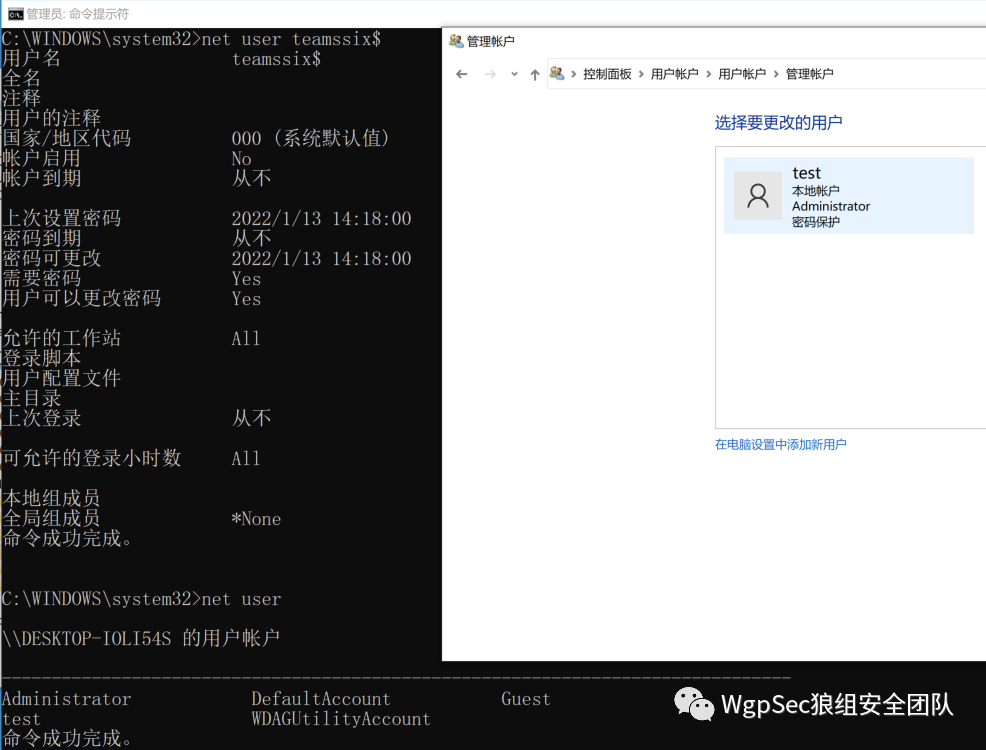 管理员: 命令提示符
C:\WINDOWS\system32>net user teamssix$
用户名 teamssix$
全名
注释
用户的注释
国家/地区代码 000 (系统默认值)
帐户启用 No
帐户到期 从不
上次设置密码 2022/1/13 14:18:00
密码到期 从不
密码可更改 2022/1/13 14:18:00
需要密码 Yes
用户可以更改密码 Yes
允许的工作站 All
登录脚本
用户配置文件
主目录
上次登录 从不
可允许的登录小时数 All
本地组成员
全局组成员 *None
命令成功完成。
C:\WINDOWS\system32>net user
\\DESKTOP-IOLI54S 的用户帐户
-------------------------------------------------------------------------------
Administrator DefaultAccount Guest
test WDAGUtilityAccount
命令成功完成。
管理帐户
控制面板 > 用户帐户 > 用户帐户 > 管理帐户
选择要更改的用户
test
本地帐户
Administrator
密码保护
在电脑设置中添加新用户
WgpSec狼组安全团队